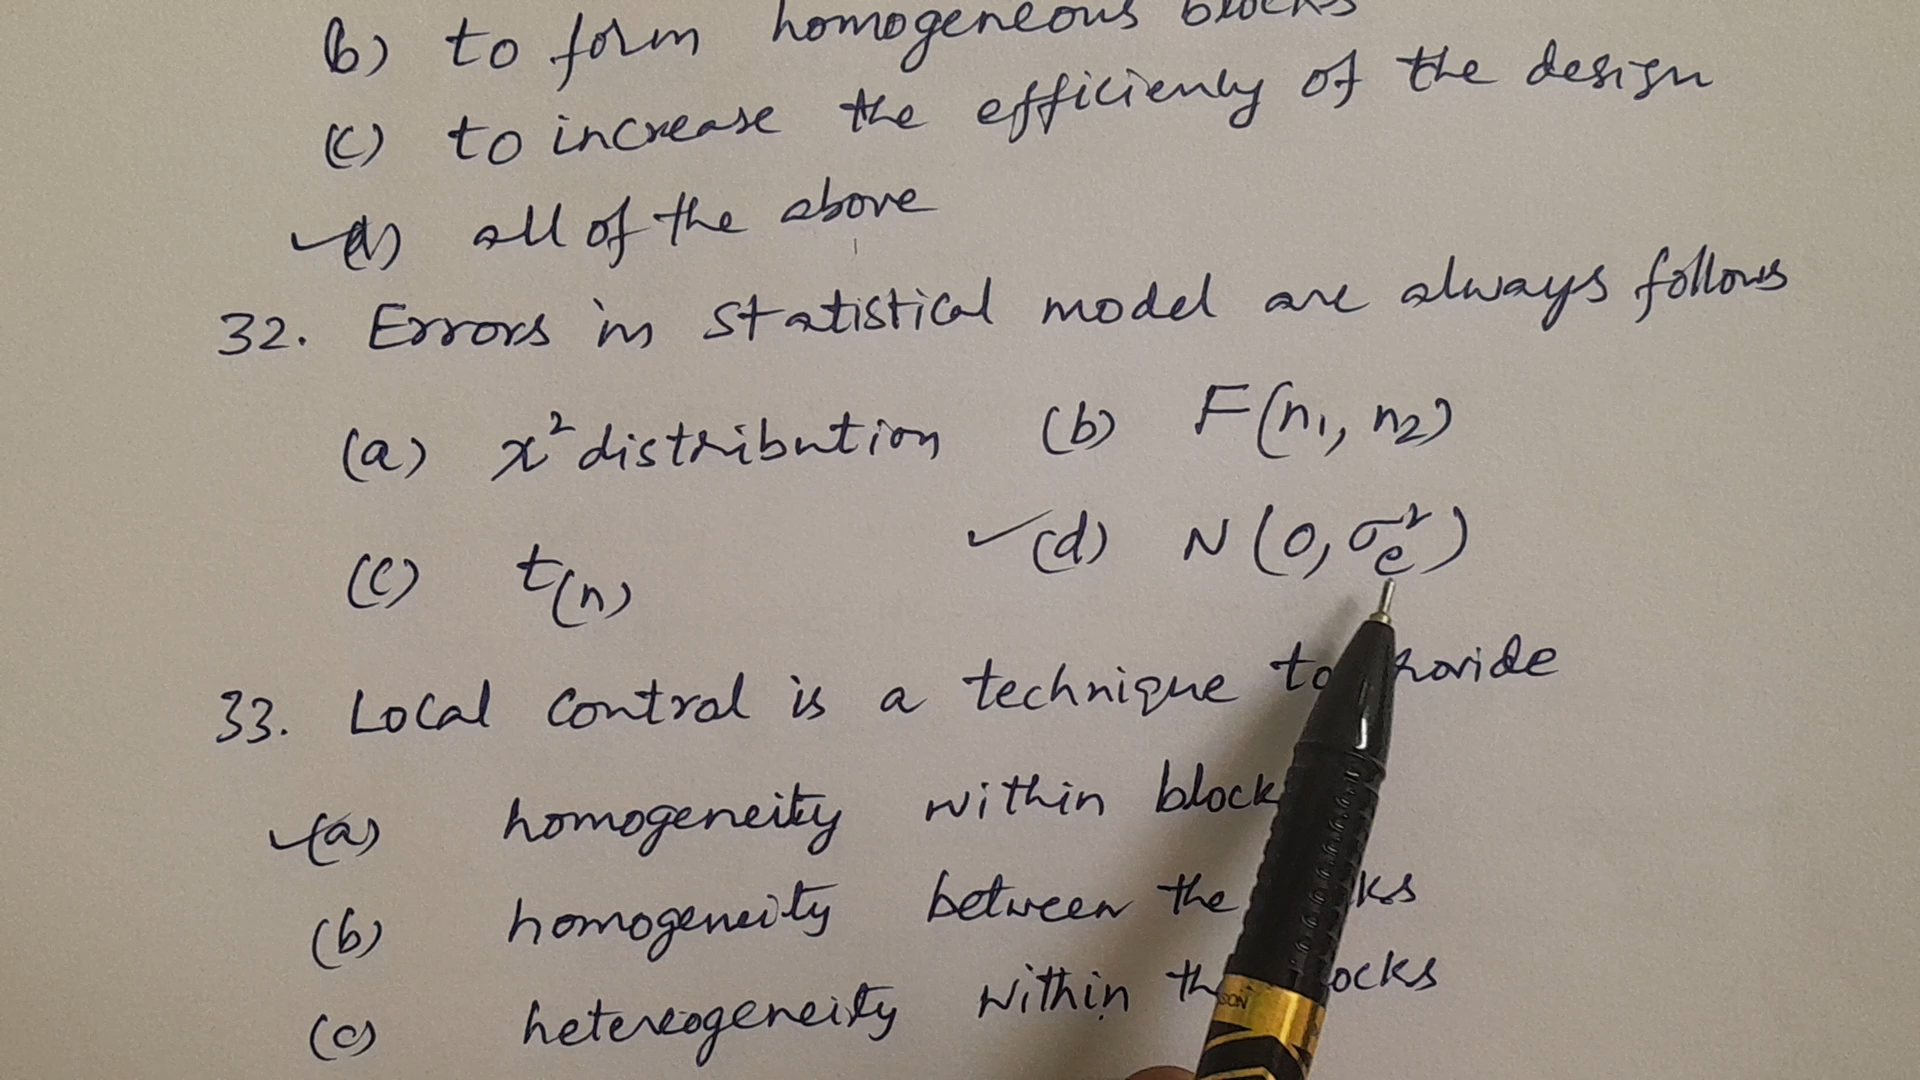 (b) to form homogeneous blocks
(c) to increase the efficiency of the design
(d) all of the above
32. Errors in statistical model are always follows
(a) x² distribution (b) F(n₁, n₂)
(c) t(n) ✓(d) N(0, σₑ²)
33. Local control is a technique to
(a) homogeneity within block
(b) homogeneity between the
(c) heterogeneity within